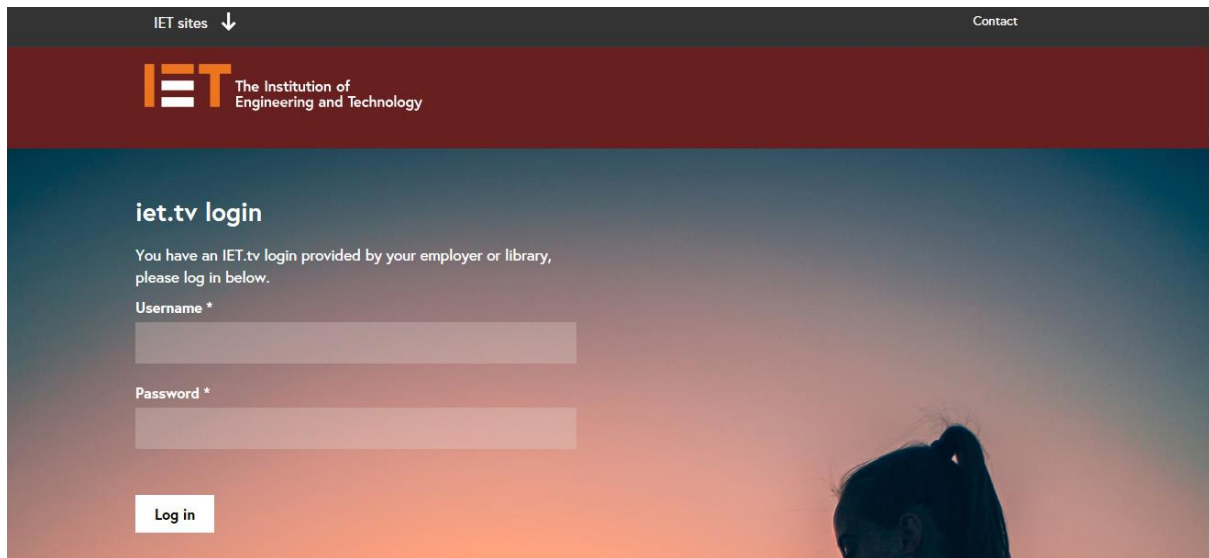 IET sites
Contact
IET
The Institution of
Engineering and Technology
iet.tv login
You have an IET.tv login provided by your employer or library,
please log in below.
Username *
Password *
Log in